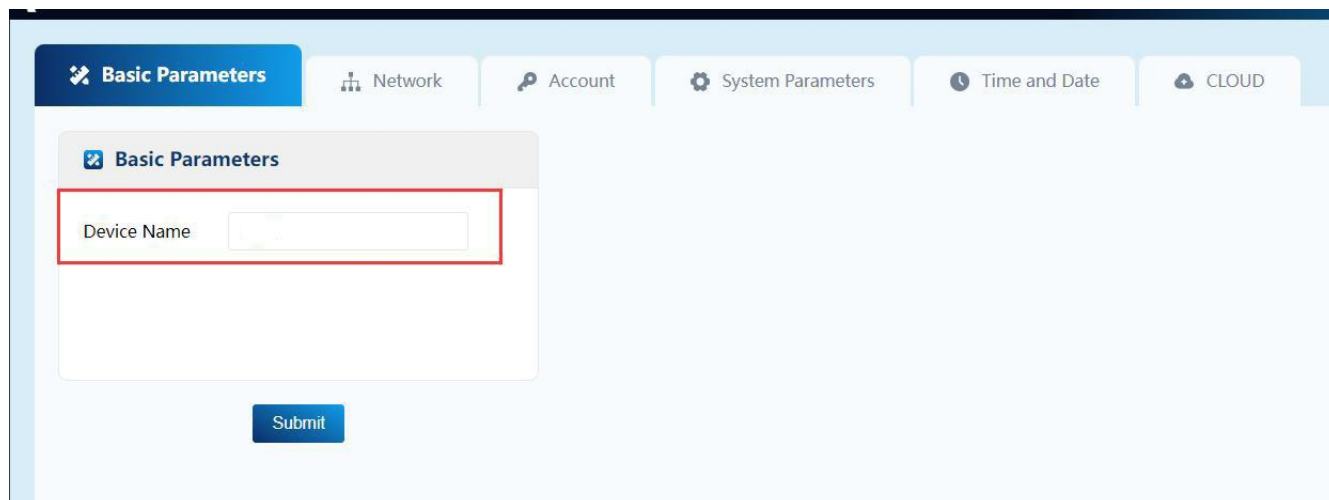 Basic Parameters Network Account System Parameters Time and Date CLOUD
Basic Parameters
Device Name
Submit